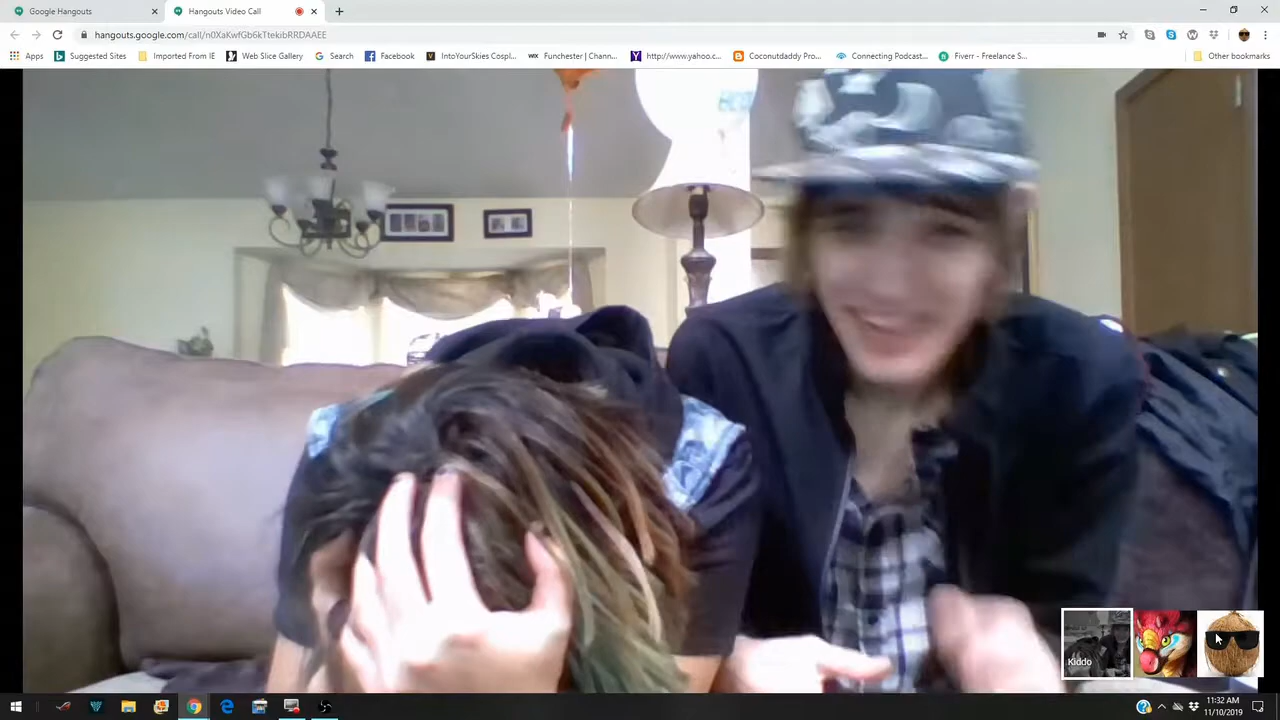 Google Hangouts
Hangouts Video Call
hangouts.google.com/call/n0XaKwfGb6kTtekrbRRDAAEE
Apps
Suggested Sites
Imported From IE
Web Slice Gallery
Search
Facebook
IntoYourSkies Cospl...
WIX Funchester | Chann...
http://www.yahoo.c...
Coconutdaddy Pro...
Connecting Podcast...
Fiverr - Freelance S...
Other bookmarks
Kiddo
11:32 AM
11/10/2019